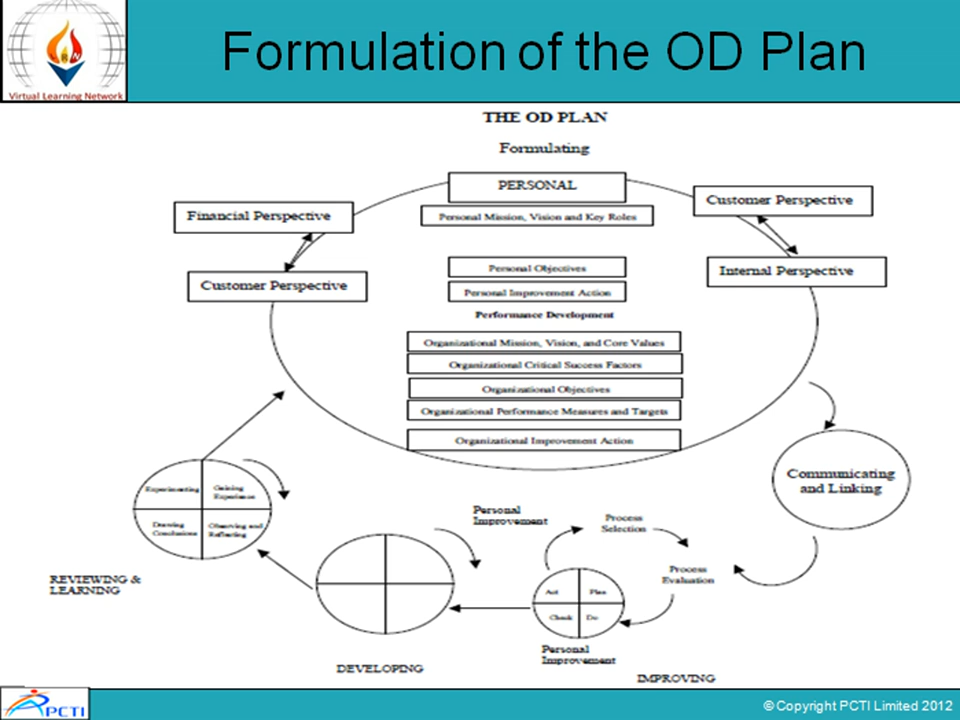 Formulation of the OD Plan
Virtual Learning Network
THE OD PLAN
Formulating
PERSONAL
Personal Mission, Vision and Key Roles
Financial Perspective
Customer Perspective
Customer Perspective
Internal Perspective
Personal Objectives
Personal Improvement Action
Performance Development
Organizational Mission, Vision, and Core Values
Organizational Critical Success Factors
Organizational Objectives
Organizational Performance Measures and Targets
Organizational Improvement Action
Communicating
and Linking
Experimenting
Gaining
Experience
Drawing
Conclusions
Observing and
Reflecting
REVIEWING &
LEARNING
Personal
Improvement
Process
Selection
Process
Evaluation
Act
Plan
Check
Do
Personal
Improvement
DEVELOPING
IMPROVING
PCTI
© Copyright PCTI Limited 2012